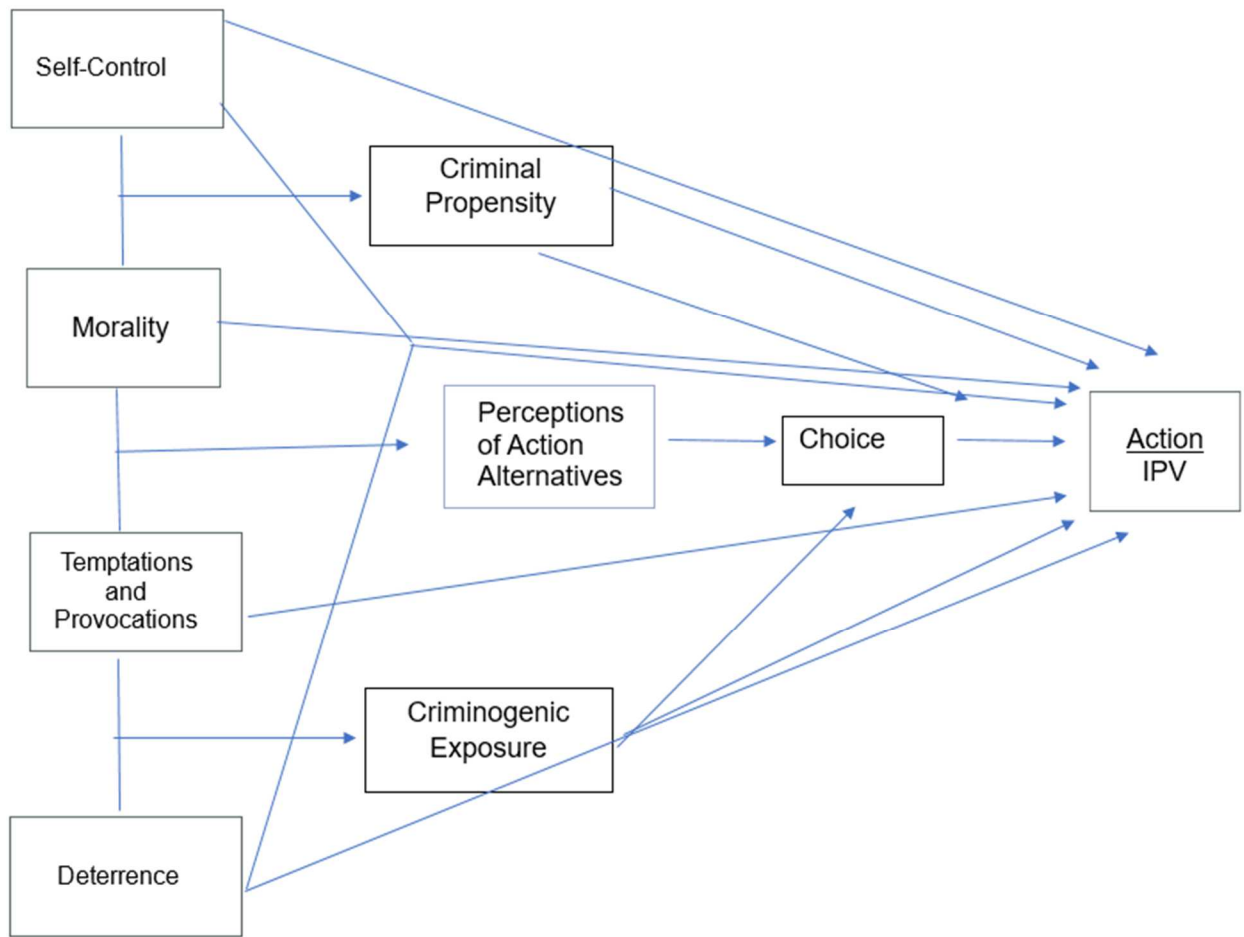 Self-Control
Criminal
Propensity
Morality
Perceptions
of Action
Alternatives
Choice
Action
IPV
Temptations
and
Provocations
Criminogenic
Exposure
Deterrence